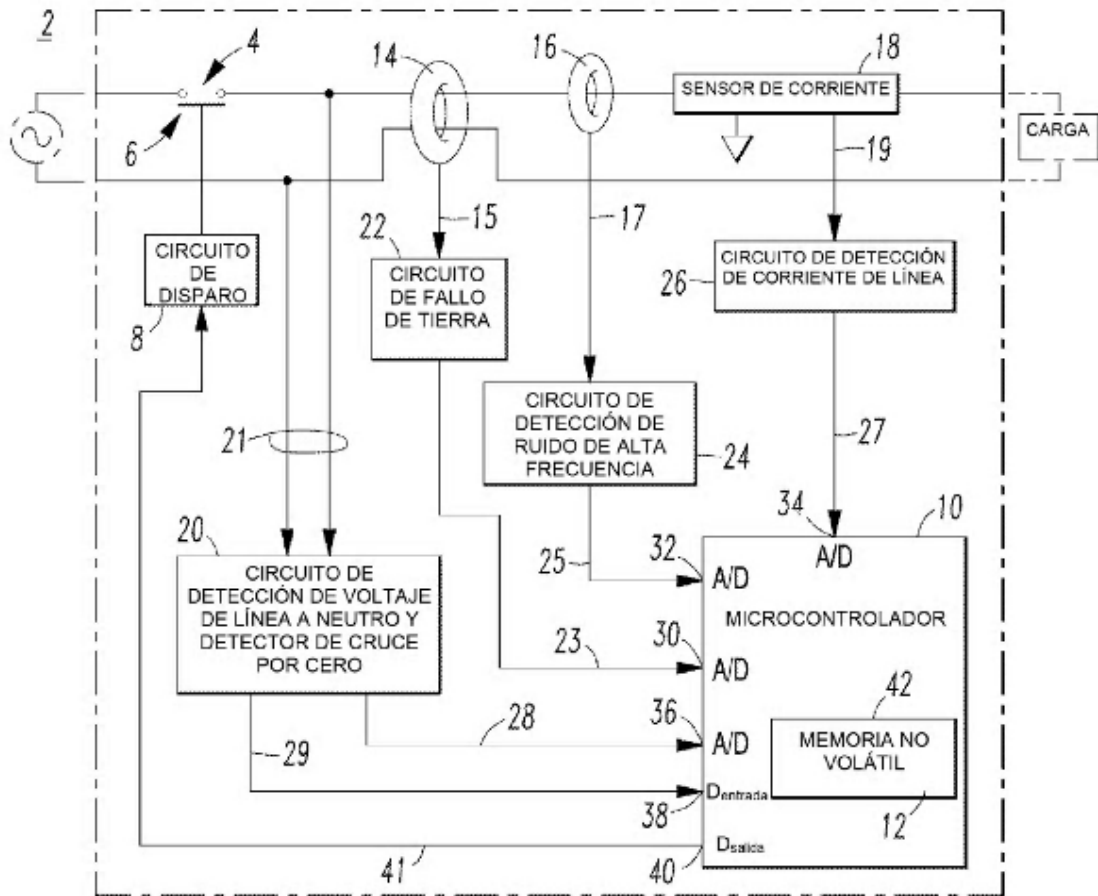 2
4
14
16
18
SENSOR DE CORRIENTE
CARGA
6
19
15
17
22
CIRCUITO
DE
DISPARO
8
CIRCUITO
DE FALLO
DE TIERRA
26
CIRCUITO DE DETECCIÓN
DE CORRIENTE DE LÍNEA
21
CIRCUITO DE
DETECCIÓN DE
RUIDO DE ALTA
FRECUENCIA
24
27
20
CIRCUITO DE
DETECCIÓN DE VOLTAJE
DE LÍNEA A NEUTRO Y
DETECTOR DE CRUCE
POR CERO
25
32
34
10
A/D
A/D
MICROCONTROLADOR
23
30
A/D
28
36
A/D
42
MEMORIA NO
VOLÁTIL
12
29
Dentrada
38
41
40
Dsalida